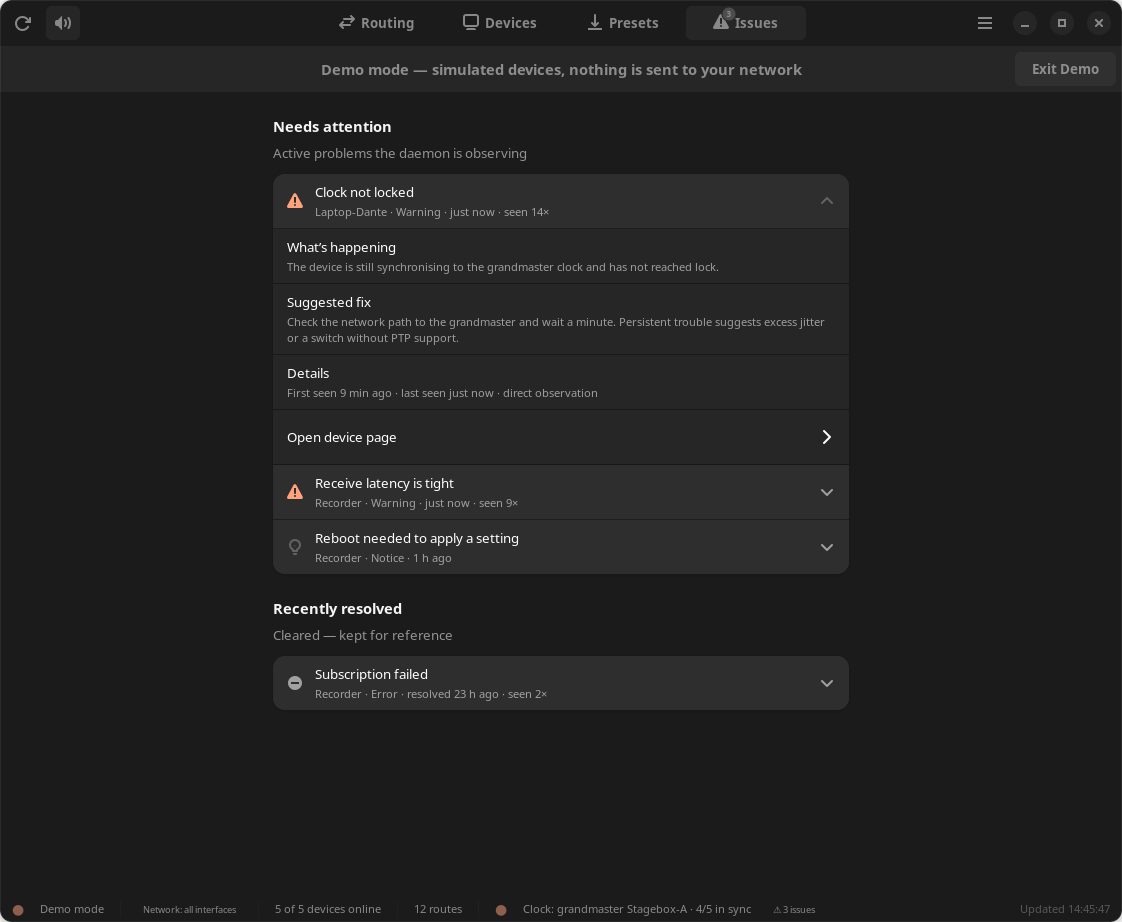 Routing
Devices
Presets
3
Issues
Demo mode — simulated devices, nothing is sent to your network
Exit Demo
Needs attention
Active problems the daemon is observing
Clock not locked
Laptop-Dante · Warning · just now · seen 14×
What’s happening
The device is still synchronising to the grandmaster clock and has not reached lock.
Suggested fix
Check the network path to the grandmaster and wait a minute. Persistent trouble suggests excess jitter
or a switch without PTP support.
Details
First seen 9 min ago · last seen just now · direct observation
Open device page
Receive latency is tight
Recorder · Warning · just now · seen 9×
Reboot needed to apply a setting
Recorder · Notice · 1 h ago
Recently resolved
Cleared — kept for reference
Subscription failed
Recorder · Error · resolved 23 h ago · seen 2×
Demo mode
Network: all interfaces
5 of 5 devices online
12 routes
Clock: grandmaster Stagebox-A · 4/5 in sync
⚠ 3 issues
Updated 14:45:47